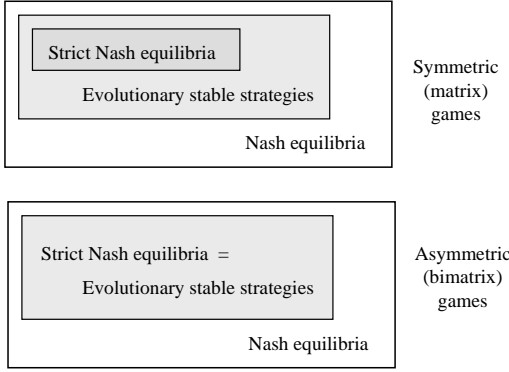 Strict Nash equilibria
Evolutionary stable strategies
Nash equilibria
Symmetric
(matrix)
games
Strict Nash equilibria =
Evolutionary stable strategies
Nash equilibria
Asymmetric
(bimatrix)
games